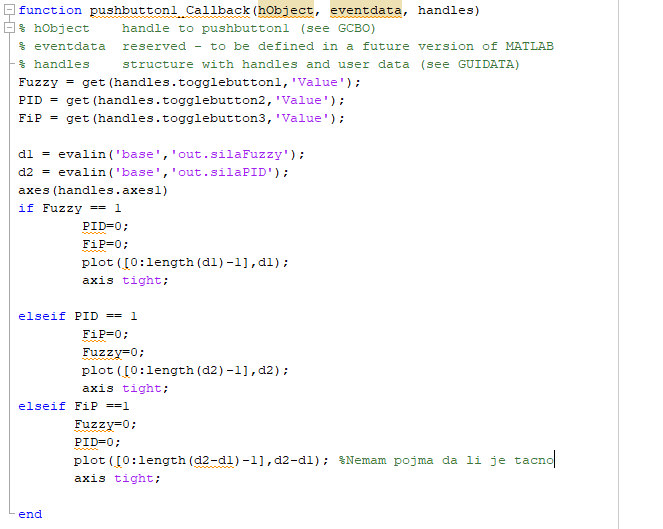 function pushbutton1_Callback(hObject, eventdata, handles)
% hObject    handle to pushbutton1 (see GCBO)
% eventdata  reserved - to be defined in a future version of MATLAB
% handles    structure with handles and user data (see GUIDATA)
Fuzzy = get(handles.togglebutton1,'Value');
PID = get(handles.togglebutton2,'Value');
FiP = get(handles.togglebutton3,'Value');
d1 = evalin('base','out.silaFuzzy');
d2 = evalin('base','out.silaPID');
axes(handles.axes1)
if Fuzzy == 1
PID=0;
FiP=0;
plot([0:length(d1)-1],d1);
axis tight;
elseif PID == 1
FiP=0;
Fuzzy=0;
plot([0:length(d2)-1],d2);
axis tight;
elseif FiP ==1
Fuzzy=0;
PID=0;
plot([0:length(d2-d1)-1],d2-d1); %Nemam pojma da li je tacno
axis tight;
end